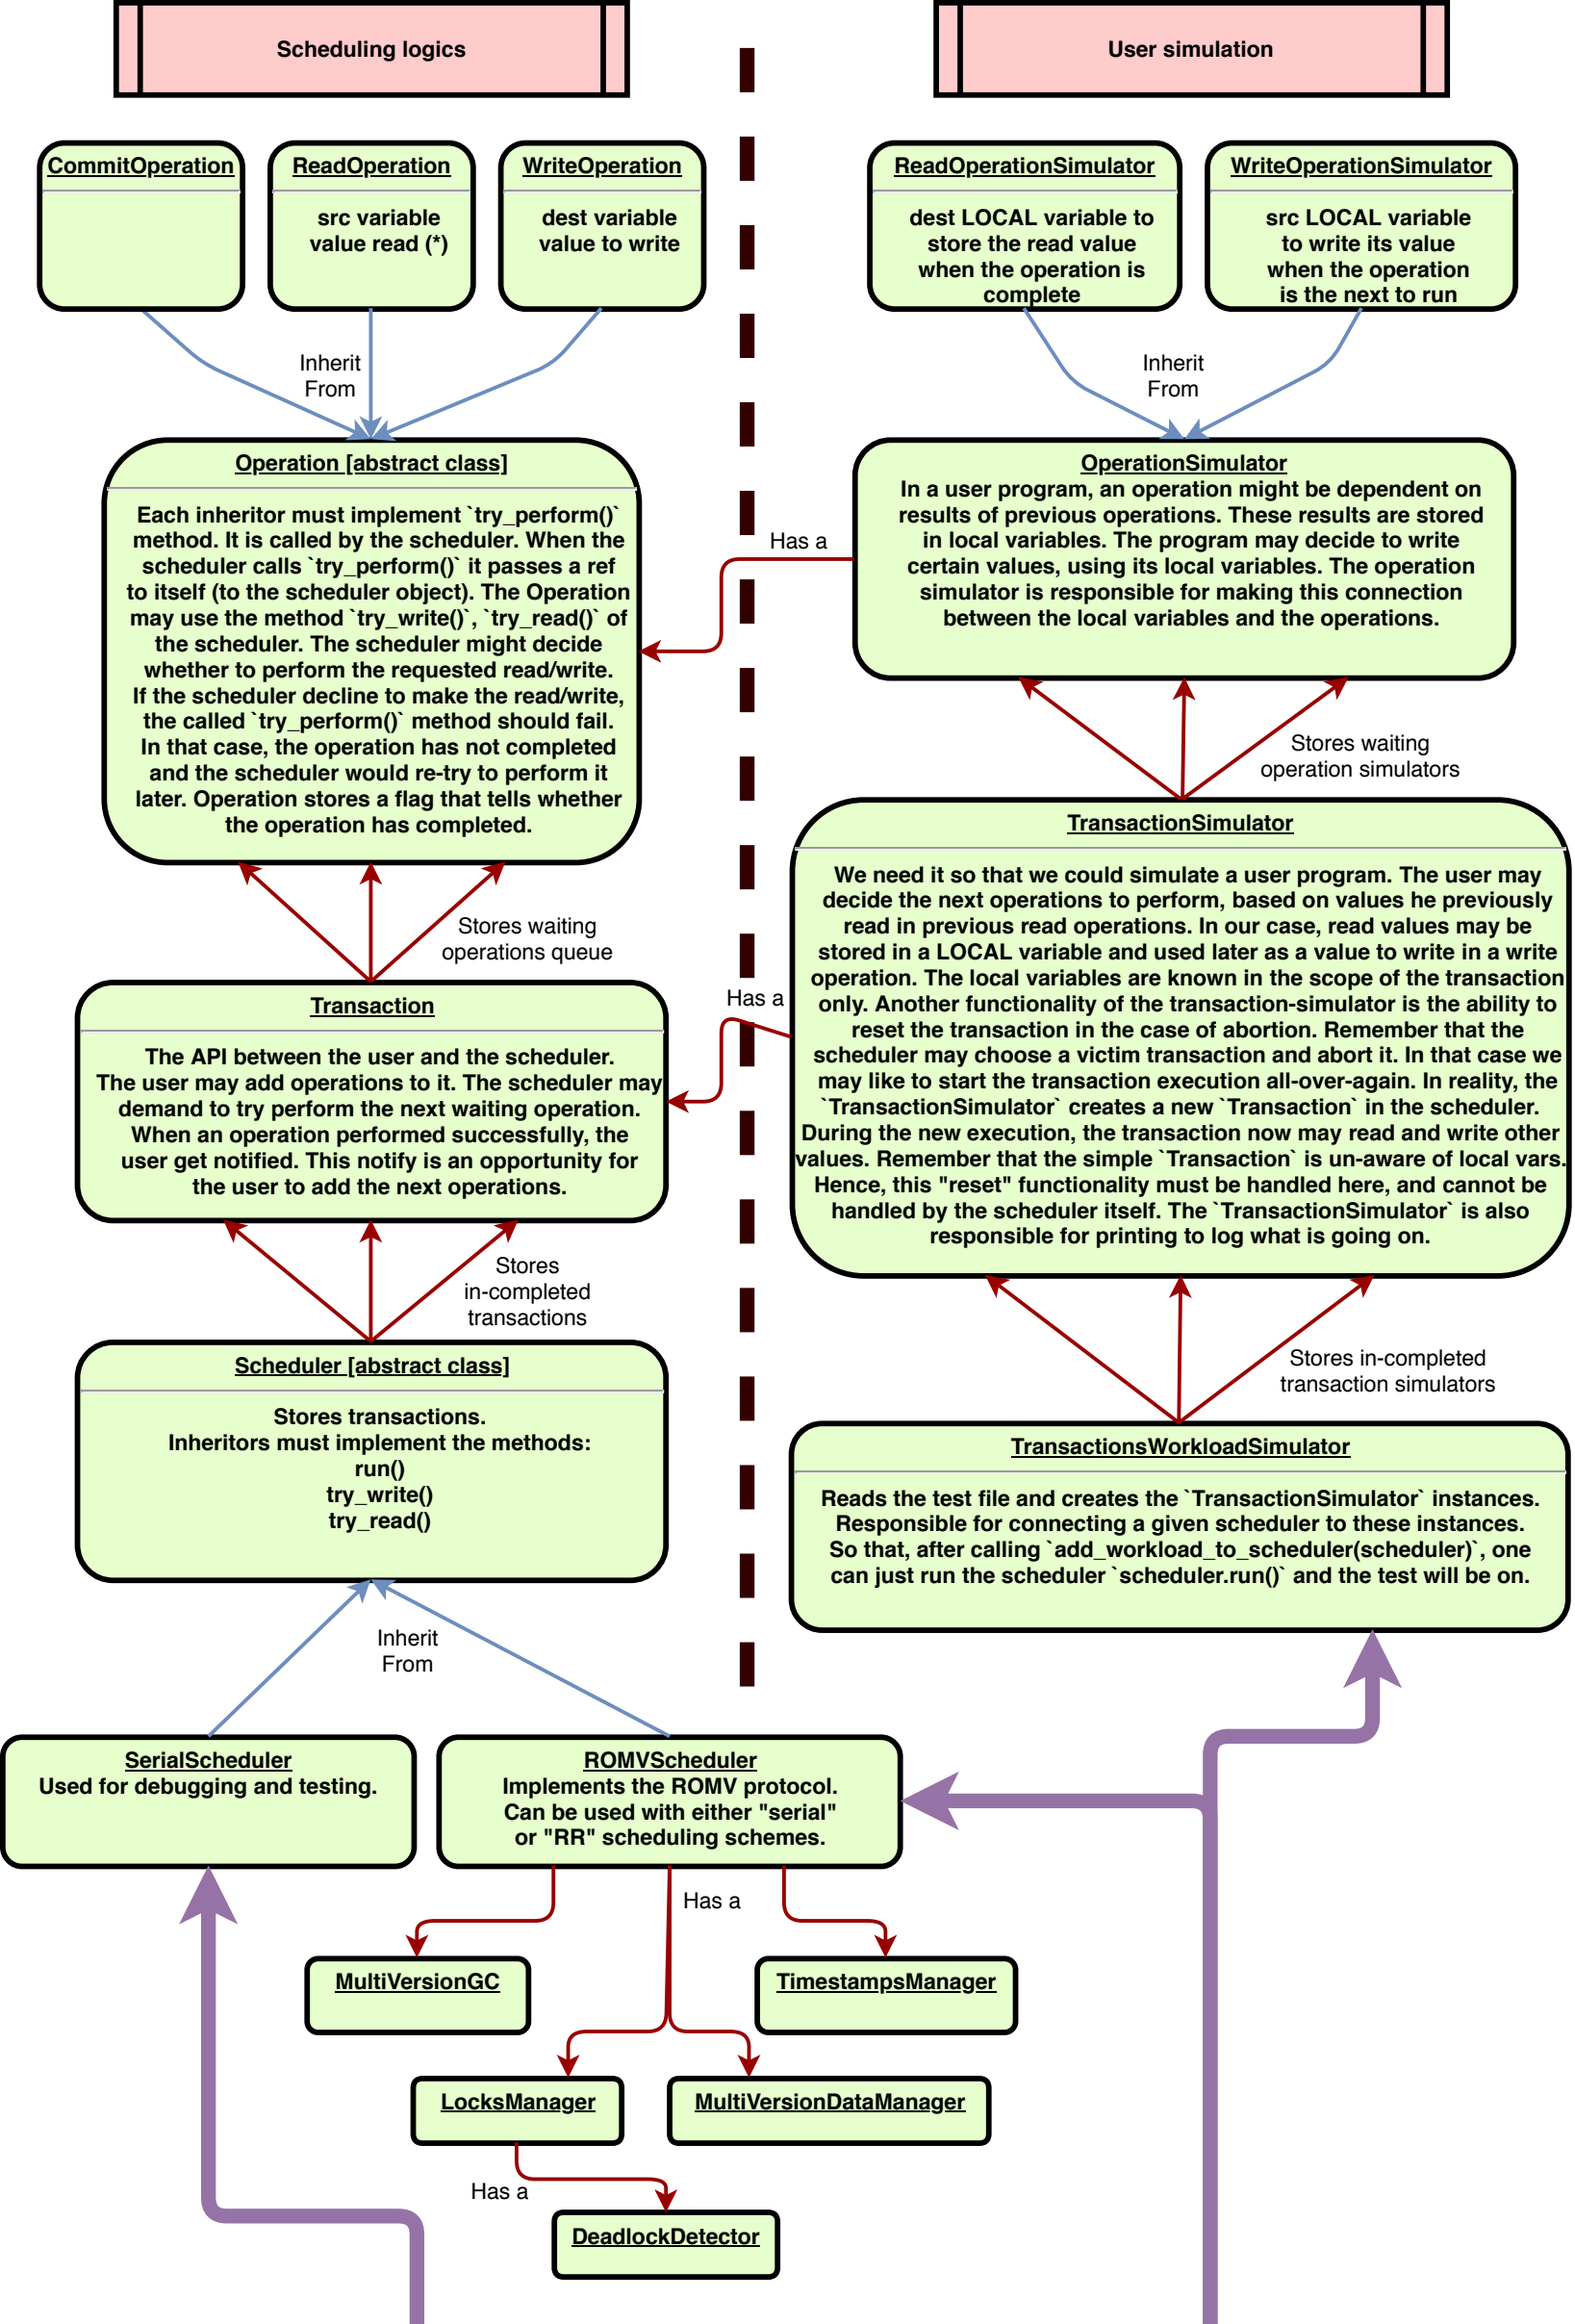 Scheduling logics
User simulation
CommitOperation
ReadOperation
src variable
value read (*)
WriteOperation
dest variable
value to write
ReadOperationSimulator
dest LOCAL variable to
store the read value
when the operation is
complete
WriteOperationSimulator
src LOCAL variable
to write its value
when the operation
is the next to run
Inherit
From
Inherit
From
Operation [abstract class]
Each inheritor must implement `try_perform()`
method. It is called by the scheduler. When the
scheduler calls `try_perform()` it passes a ref
to itself (to the scheduler object). The Operation
may use the method `try_write()`, `try_read()` of
the scheduler. The scheduler might decide
whether to perform the requested read/write.
If the scheduler decline to make the read/write,
the called `try_perform()` method should fail.
In that case, the operation has not completed
and the scheduler would re-try to perform it
later. Operation stores a flag that tells whether
the operation has completed.
Has a
OperationSimulator
In a user program, an operation might be dependent on
results of previous operations. These results are stored
in local variables. The program may decide to write
certain values, using its local variables. The operation
simulator is responsible for making this connection
between the local variables and the operations.
Stores waiting
operations queue
Stores waiting
operation simulators
Transaction
The API between the user and the scheduler.
The user may add operations to it. The scheduler may
demand to try perform the next waiting operation.
When an operation performed successfully, the
user get notified. This notify is an opportunity for
the user to add the next operations.
Has a
TransactionSimulator
We need it so that we could simulate a user program. The user may
decide the next operations to perform, based on values he previously
read in previous read operations. In our case, read values may be
stored in a LOCAL variable and used later as a value to write in a write
operation. The local variables are known in the scope of the transaction
only. Another functionality of the transaction-simulator is the ability to
reset the transaction in the case of abortion. Remember that the
scheduler may choose a victim transaction and abort it. In that case we
may like to start the transaction execution all-over-again. In reality, the
`TransactionSimulator` creates a new `Transaction` in the scheduler.
During the new execution, the transaction now may read and write other
values. Remember that the simple `Transaction` is un-aware of local vars.
Hence, this "reset" functionality must be handled here, and cannot be
handled by the scheduler itself. The `TransactionSimulator` is also
responsible for printing to log what is going on.
Stores
in-completed
transactions
Stores in-completed
transaction simulators
Scheduler [abstract class]
Stores transactions.
Inheritors must implement the methods:
run()
try_write()
try_read()
TransactionsWorkloadSimulator
Reads the test file and creates the `TransactionSimulator` instances.
Responsible for connecting a given scheduler to these instances.
So that, after calling `add_workload_to_scheduler(scheduler)`, one
can just run the scheduler `scheduler.run()` and the test will be on.
Inherit
From
SerialScheduler
Used for debugging and testing.
ROMVScheduler
Implements the ROMV protocol.
Can be used with either "serial"
or "RR" scheduling schemes.
Has a
MultiVersionGC
TimestampsManager
LocksManager
MultiVersionDataManager
Has a
DeadlockDetector